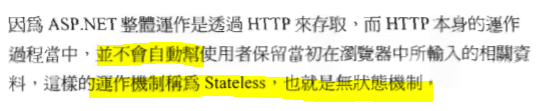 因為 ASP.NET 整體運作是透過 HTTP 來存取，而 HTTP 本身的運作
過程當中，並不會自動幫使用者保留當初在瀏覽器中所輸入的相關資
料，這樣的運作機制稱為 Stateless，也就是無狀態機制。